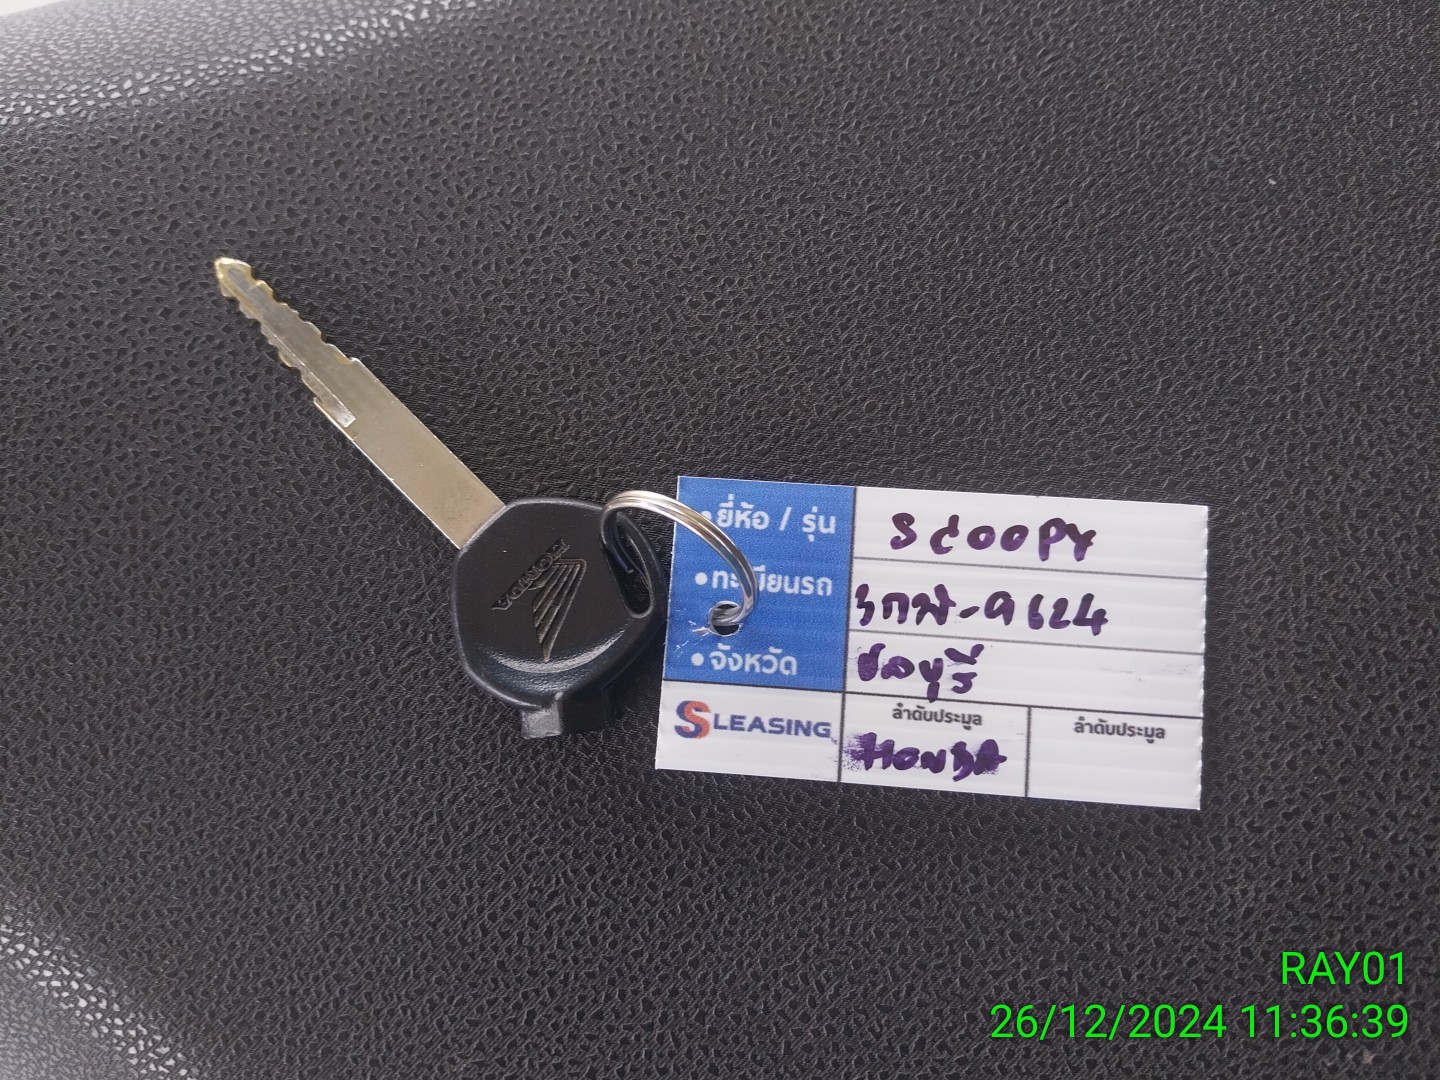 HONDA
• ยี่ห้อ / รุ่น
SCOOPY
• ทะเบียนรถ
3กฬ-9624
• จังหวัด
ชลบุรี
SLEASING
ลำดับประมูล
HONDA
ลำดับประมูล
RAY01
26/12/2024 11:36:39